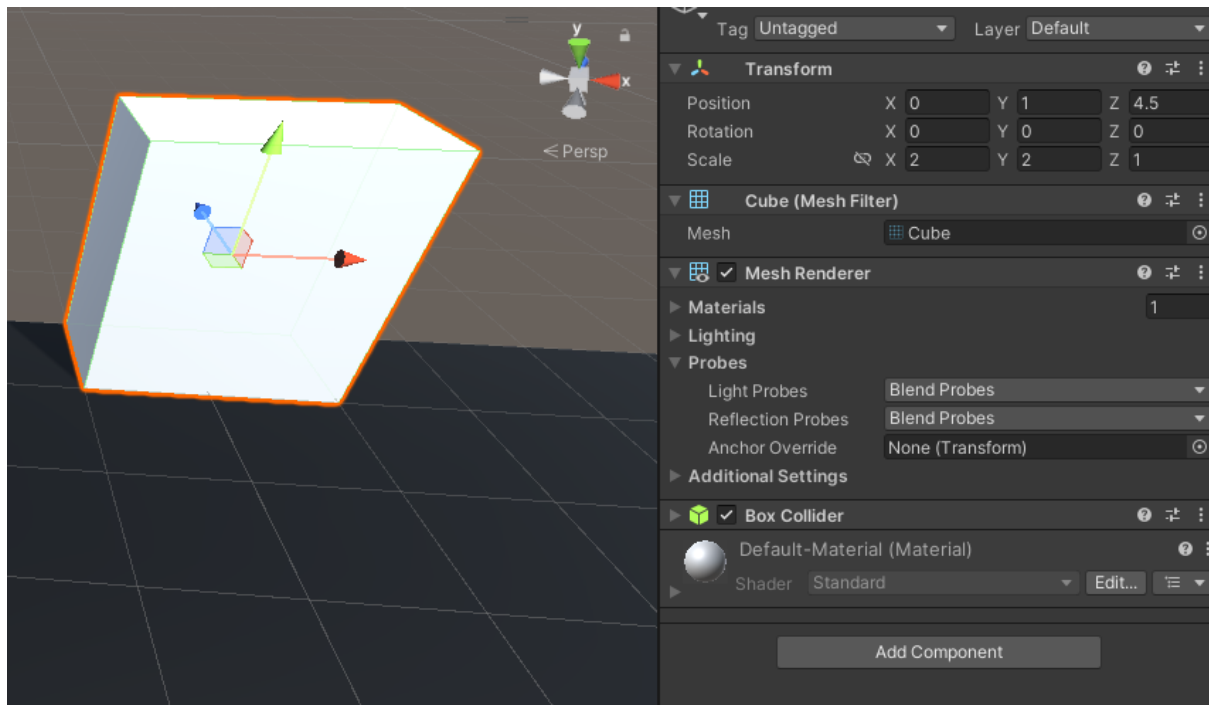 y
x
< Persp
Tag Untagged Layer Default
Transform
Position X 0 Y 1 Z 4.5
Rotation X 0 Y 0 Z 0
Scale X 2 Y 2 Z 1
Cube (Mesh Filter)
Mesh Cube
Mesh Renderer
Materials 1
Lighting
Probes
Light Probes Blend Probes
Reflection Probes Blend Probes
Anchor Override None (Transform)
Additional Settings
Box Collider
Default-Material (Material)
Shader Standard Edit...
Add Component